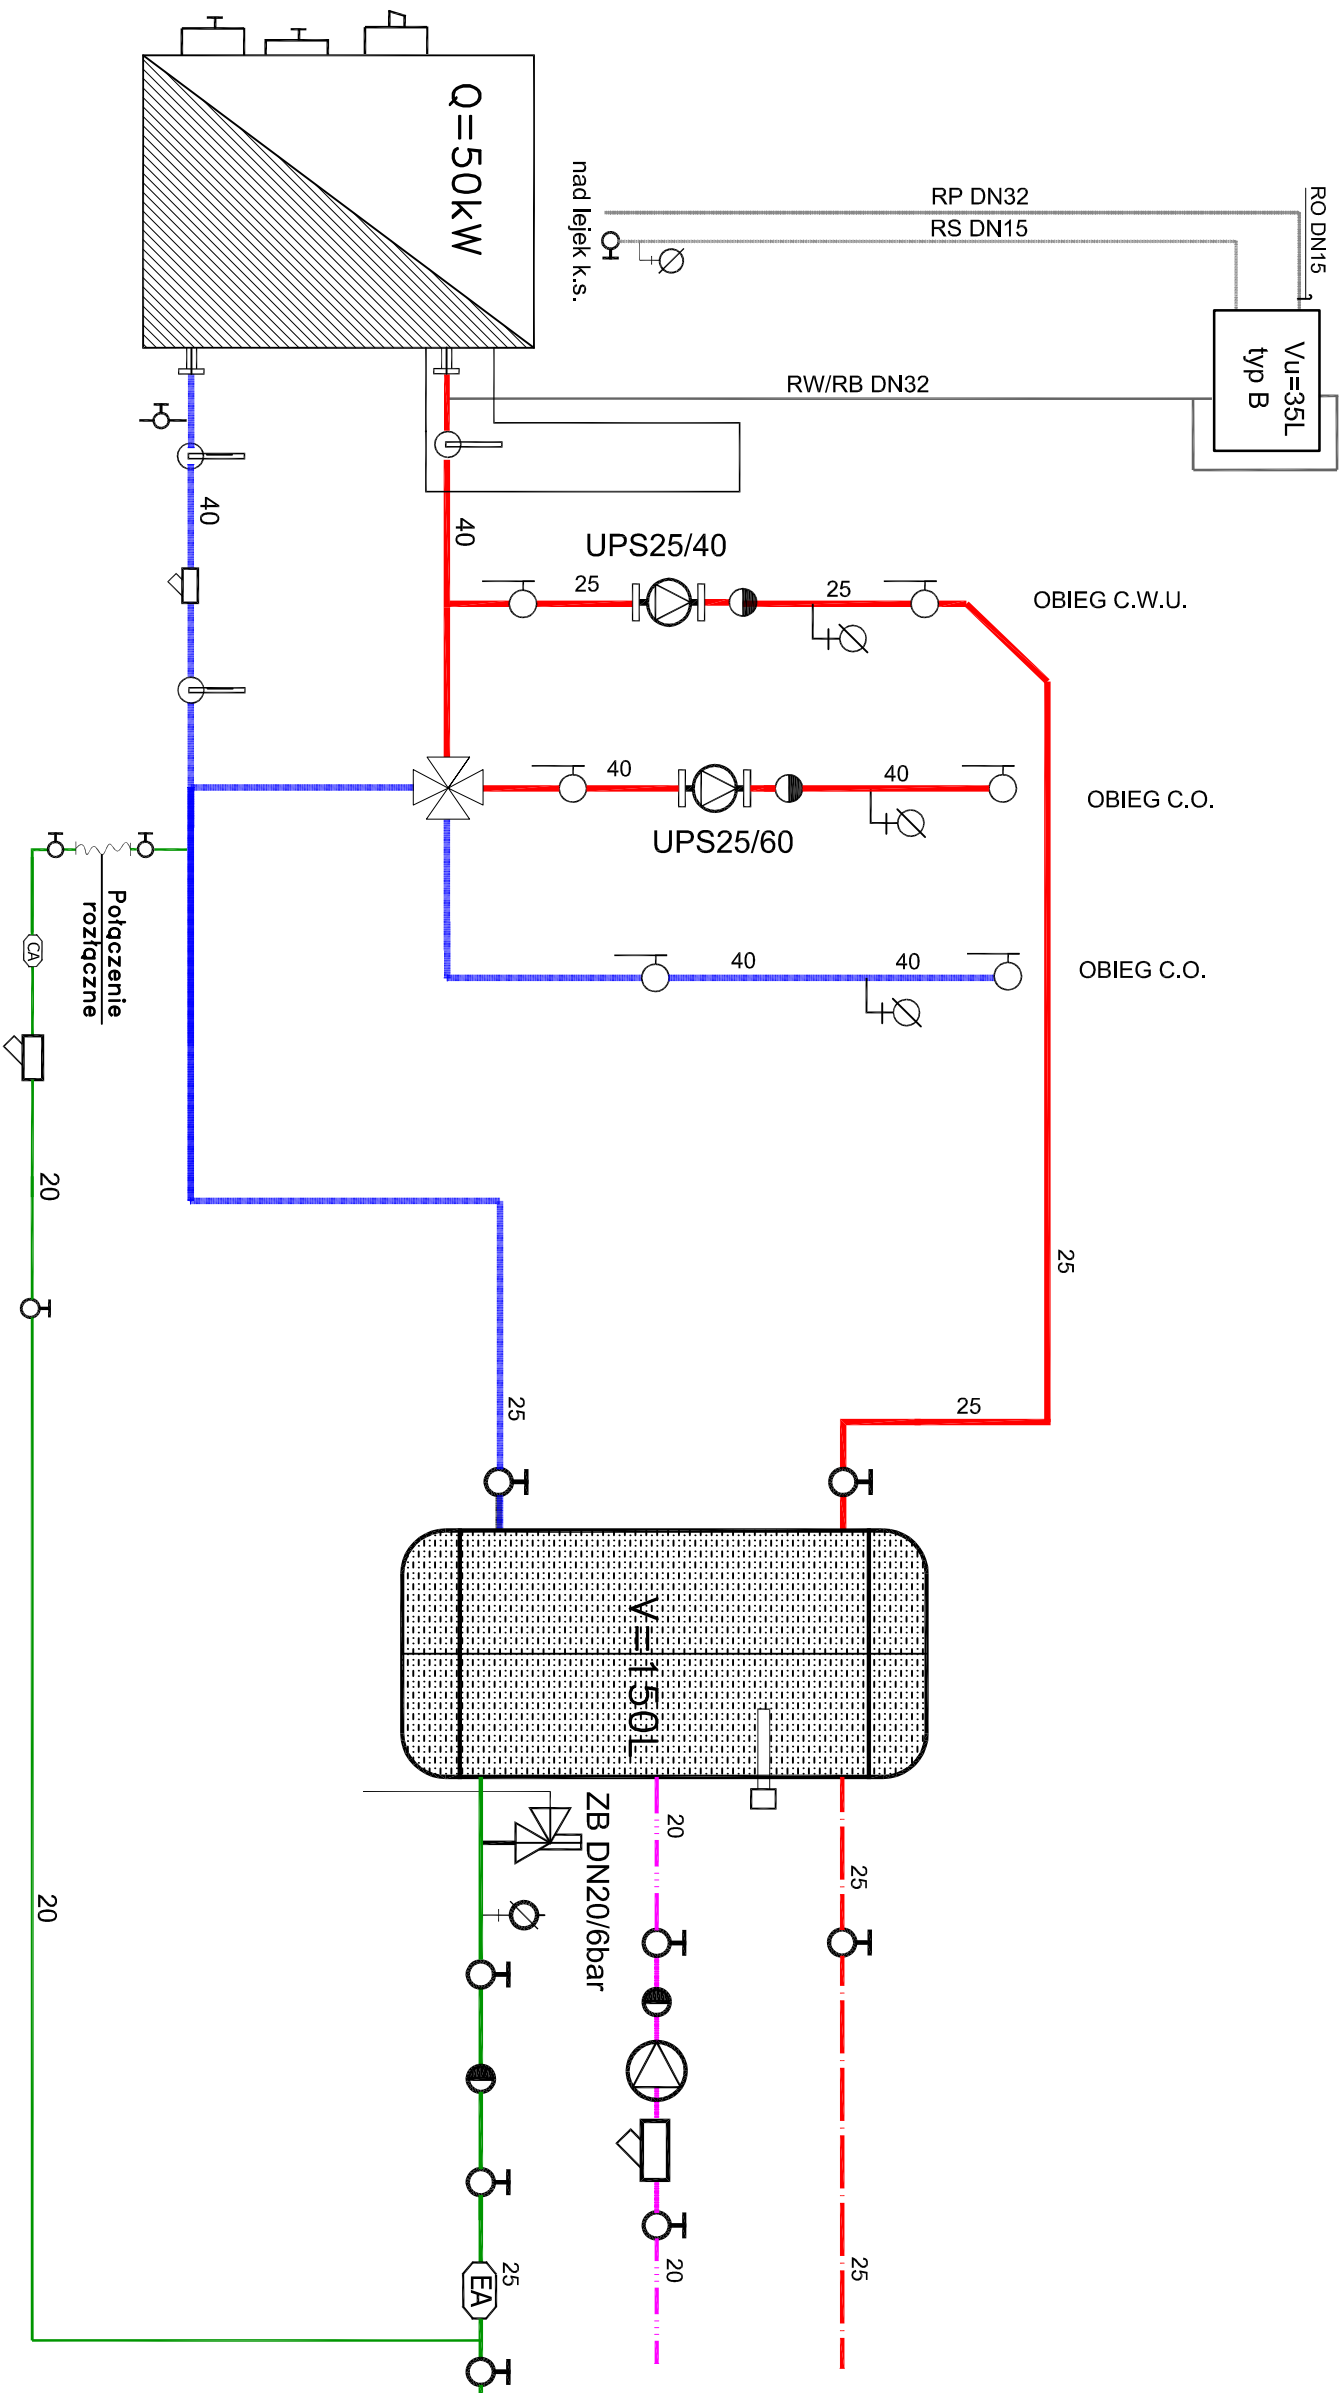 Q=50kW
nad lejek k.s.
RP DN32
RS DN15
RO DN15
Vu=35L
typ B
RW/RB DN32
40
40
UPS25/40
25
25
OBIEG C.W.U.
40
40
OBIEG C.O.
UPS25/60
40
40
OBIEG C.O.
Połączenie
rozłączne
CA
20
25
25
25
V=150L
ZB DN20/6bar
20
25
20
25
EA
20
25